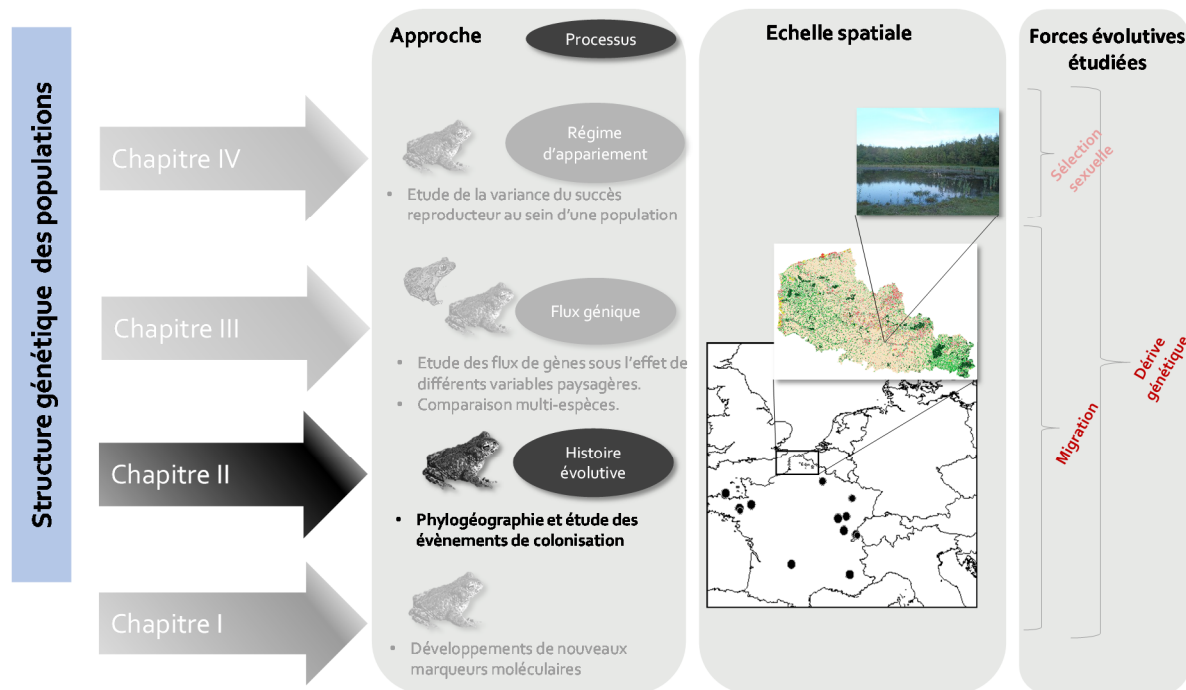 Structure génétique des populations
Approche
Processus
Echelle spatiale
Forces évolutives
étudiées
Chapitre IV
Régime
d'appariement
Etude de la variance du succès
reproducteur au sein d'une population
Sélection
sexuelle
Chapitre III
Flux génique
Etude des flux de gènes sous l'effet de
différents variables paysagères.
Comparaison multi-espèces.
Chapitre II
Histoire
évolutive
Phylogéographie et étude des
évènements de colonisation
Migration
Dérive
génétique
Chapitre I
Développements de nouveaux
marqueurs moléculaires